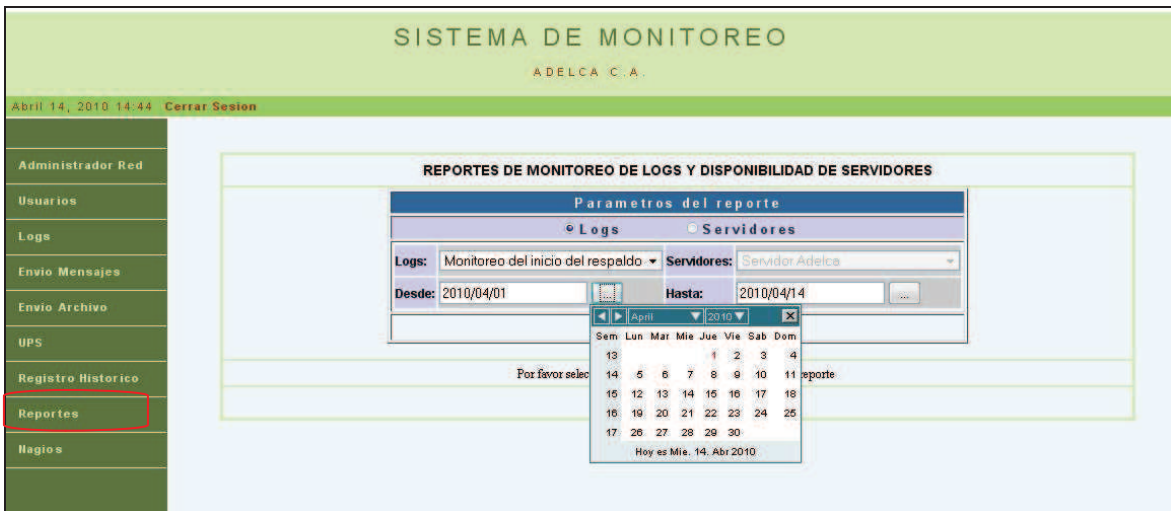 SISTEMA DE MONITOREO
ADELCA C.A.
Abril 14, 2010 14:44 Cerrar Sesion
Administrador Red
Usuarios
Logs
Envio Mensajes
Envio Archivo
UPS
Registro Historico
Reportes
Nagios
REPORTES DE MONITOREO DE LOGS Y DISPONIBILIDAD DE SERVIDORES
Parametros del reporte
Logs Servidores
Logs: Monitoreo del inicio del respaldo Servidores: Servidor Adelca
Desde: 2010/04/01 ... Hasta: 2010/04/14 ...
April 2010 X
Sem Lun Mar Mie Jue Vie Sab Dom
13 1 2 3 4
14 5 6 7 8 9 10 11
15 12 13 14 15 16 17 18
16 19 20 21 22 23 24 25
17 26 27 28 29 30
Hoy es Mie. 14. Abr 2010
Por favor selec
reporte